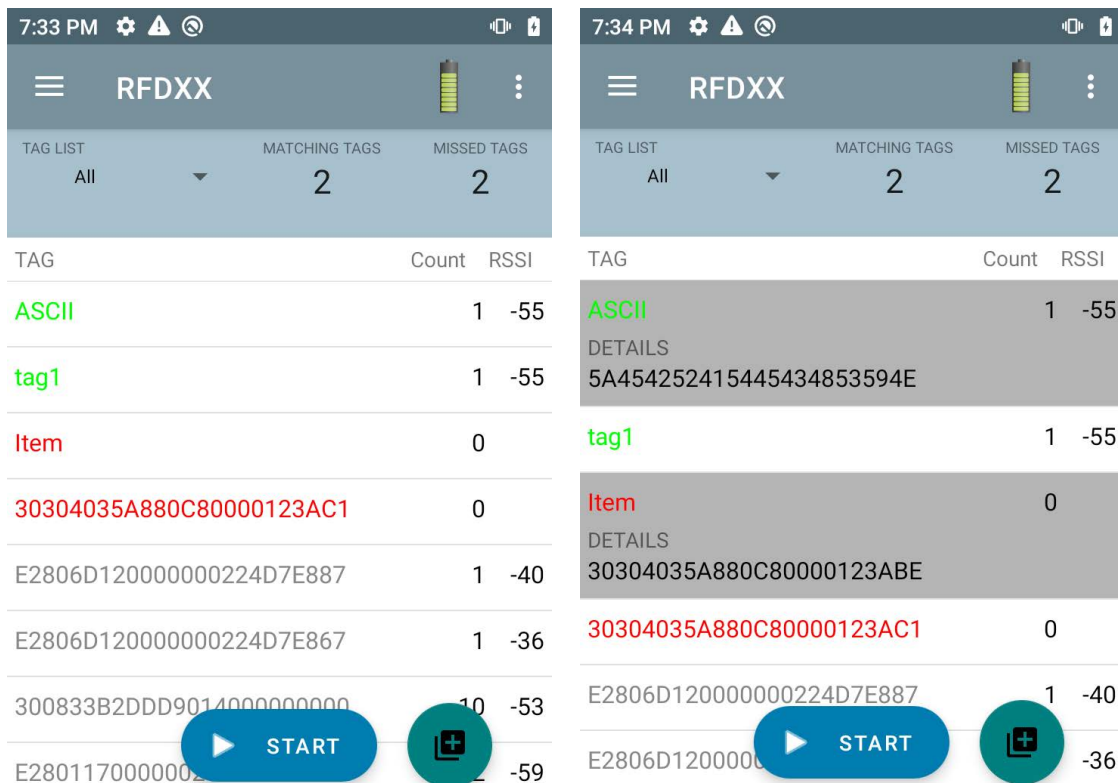 7:33 PM
RFDXX
TAG LIST MATCHING TAGS MISSED TAGS
All 2 2
TAG Count RSSI
ASCII 1 -55
tag1 1 -55
Item 0
30304035A880C80000123AC1 0
E2806D120000000224D7E887 1 -40
E2806D120000000224D7E867 1 -36
300833B2DDD9014000000000 10 -53
START
-59
7:34 PM
RFDXX
TAG LIST MATCHING TAGS MISSED TAGS
All 2 2
TAG Count RSSI
ASCII 1 -55
DETAILS
5A454252415445434853594E
tag1 1 -55
Item 0
DETAILS
30304035A880C80000123ABE
30304035A880C80000123AC1 0
E2806D120000000224D7E887 1 -40
START
-36